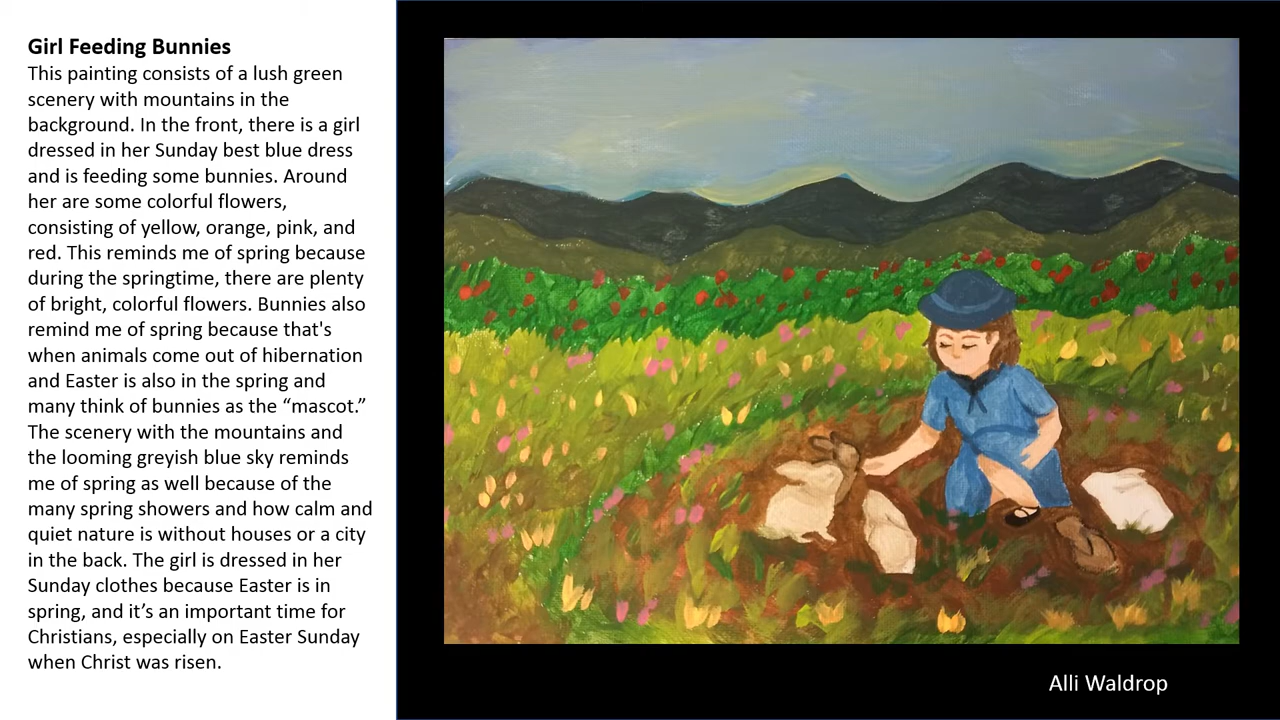 Girl Feeding Bunnies
This painting consists of a lush green
scenery with mountains in the
background. In the front, there is a girl
dressed in her Sunday best blue dress
and is feeding some bunnies. Around
her are some colorful flowers,
consisting of yellow, orange, pink, and
red. This reminds me of spring because
during the springtime, there are plenty
of bright, colorful flowers. Bunnies also
remind me of spring because that's
when animals come out of hibernation
and Easter is also in the spring and
many think of bunnies as the “mascot.”
The scenery with the mountains and
the looming greyish blue sky reminds
me of spring as well because of the
many spring showers and how calm and
quiet nature is without houses or a city
in the back. The girl is dressed in her
Sunday clothes because Easter is in
spring, and it’s an important time for
Christians, especially on Easter Sunday
when Christ was risen.
Alli Waldrop